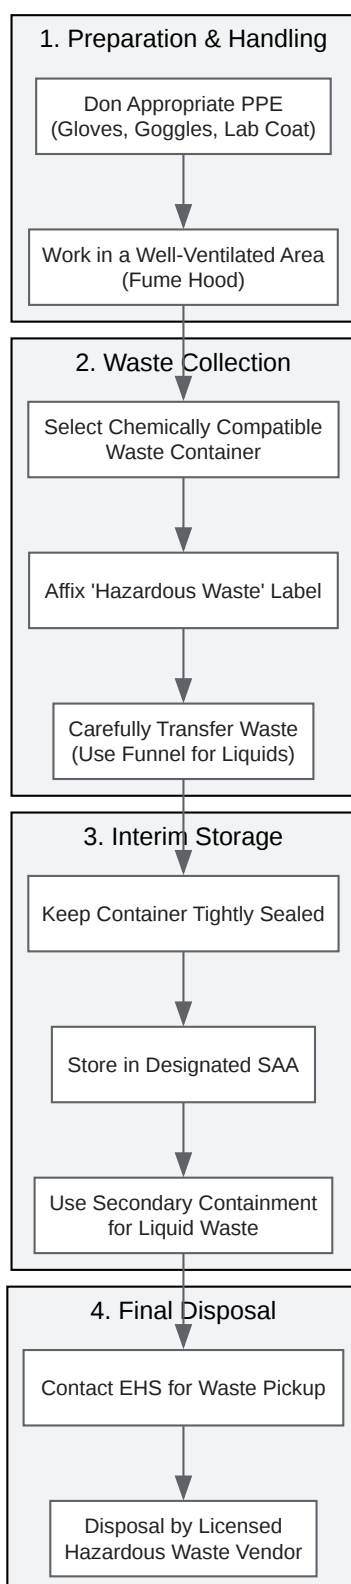 1. Preparation & Handling
Don Appropriate PPE
(Gloves, Goggles, Lab Coat)
Work in a Well-Ventilated Area
(Fume Hood)
2. Waste Collection
Select Chemically Compatible
Waste Container
Affix 'Hazardous Waste' Label
Carefully Transfer Waste
(Use Funnel for Liquids)
3. Interim Storage
Keep Container Tightly Sealed
Store in Designated SAA
Use Secondary Containment
for Liquid Waste
4. Final Disposal
Contact EHS for Waste Pickup
Disposal by Licensed
Hazardous Waste Vendor